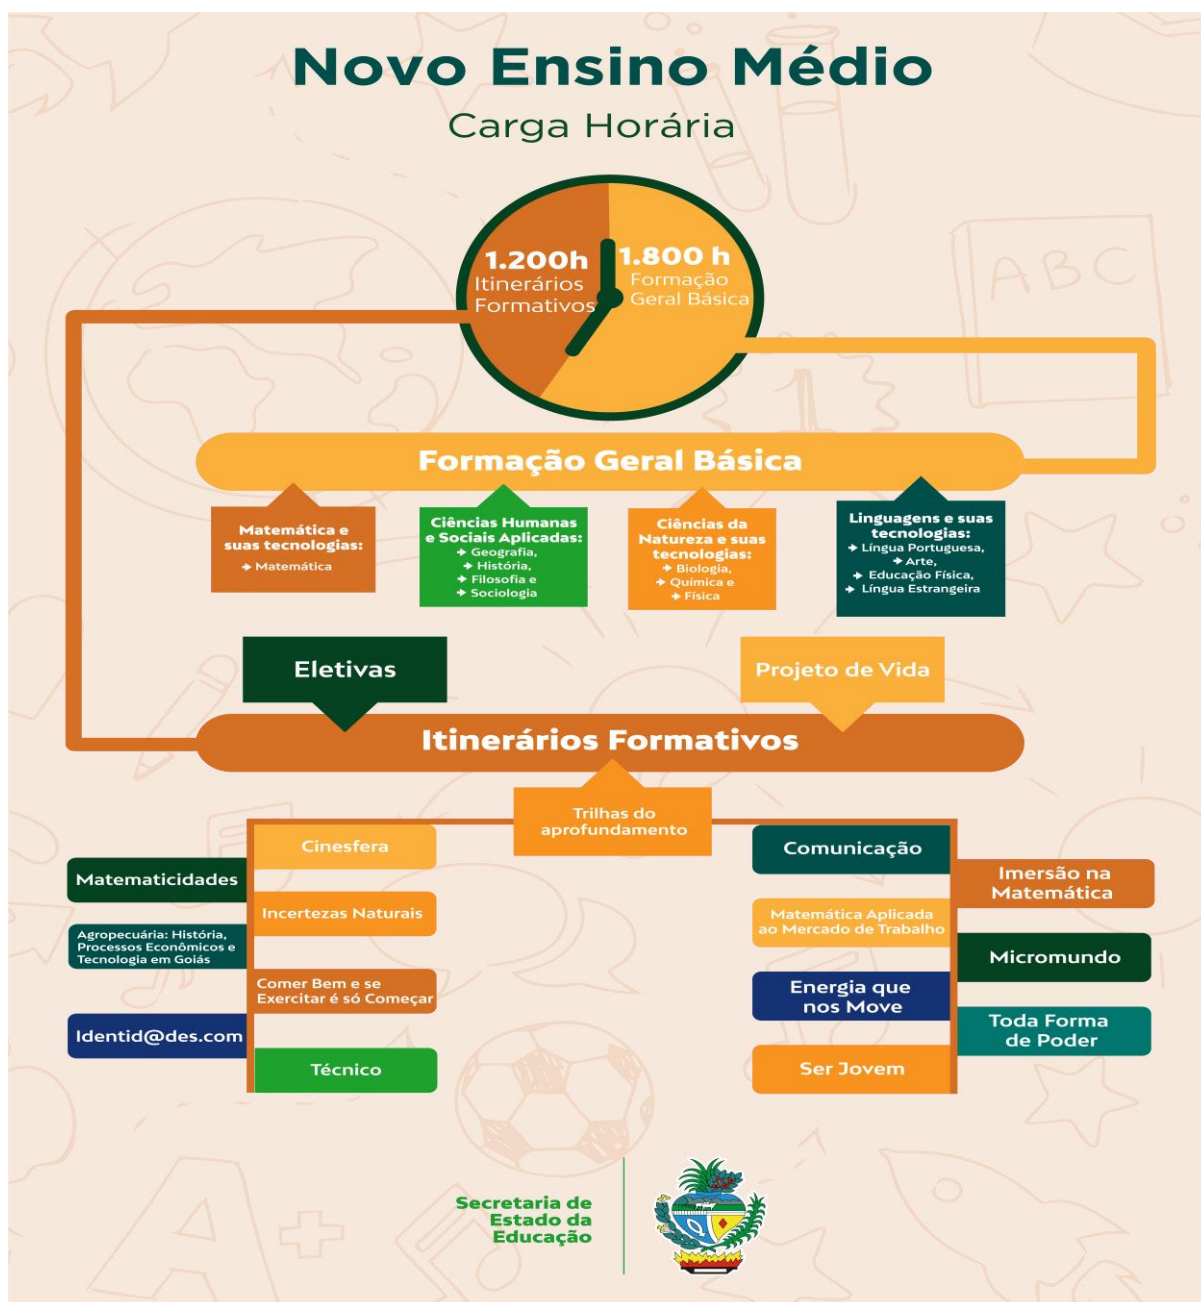 Novo Ensino Médio
Carga Horária
1.200h
Itinerários
Formativos
1.800 h
Formação
Geral Básica
ABC
Formação Geral Básica
Matemática e
suas tecnologias:
Matemática
Ciências Humanas
e Sociais Aplicadas:
Geografia,
História,
Filosofia e
Sociologia
Ciências da
Natureza e suas
tecnologias:
Biologia,
Química e
Física
Linguagens e suas
tecnologias:
Língua Portuguesa,
Arte,
Educação Física,
Língua Estrangeira
Eletivas
Projeto de Vida
Itinerários Formativos
Trilhas do
aprofundamento
Cinesfera
Matematicidades
Incertezas Naturais
Agropecuária: História,
Processos Econômicos e
Tecnologia em Goiás
Comer Bem e se
Exercitar é só Começar
Identid@des.com
Técnico
Comunicação
Imersão na
Matemática
Matemática Aplicada
ao Mercado de Trabalho
Micromundo
Energia que
nos Move
Toda Forma
de Poder
Ser Jovem
A+
Secretaria de
Estado da
Educação